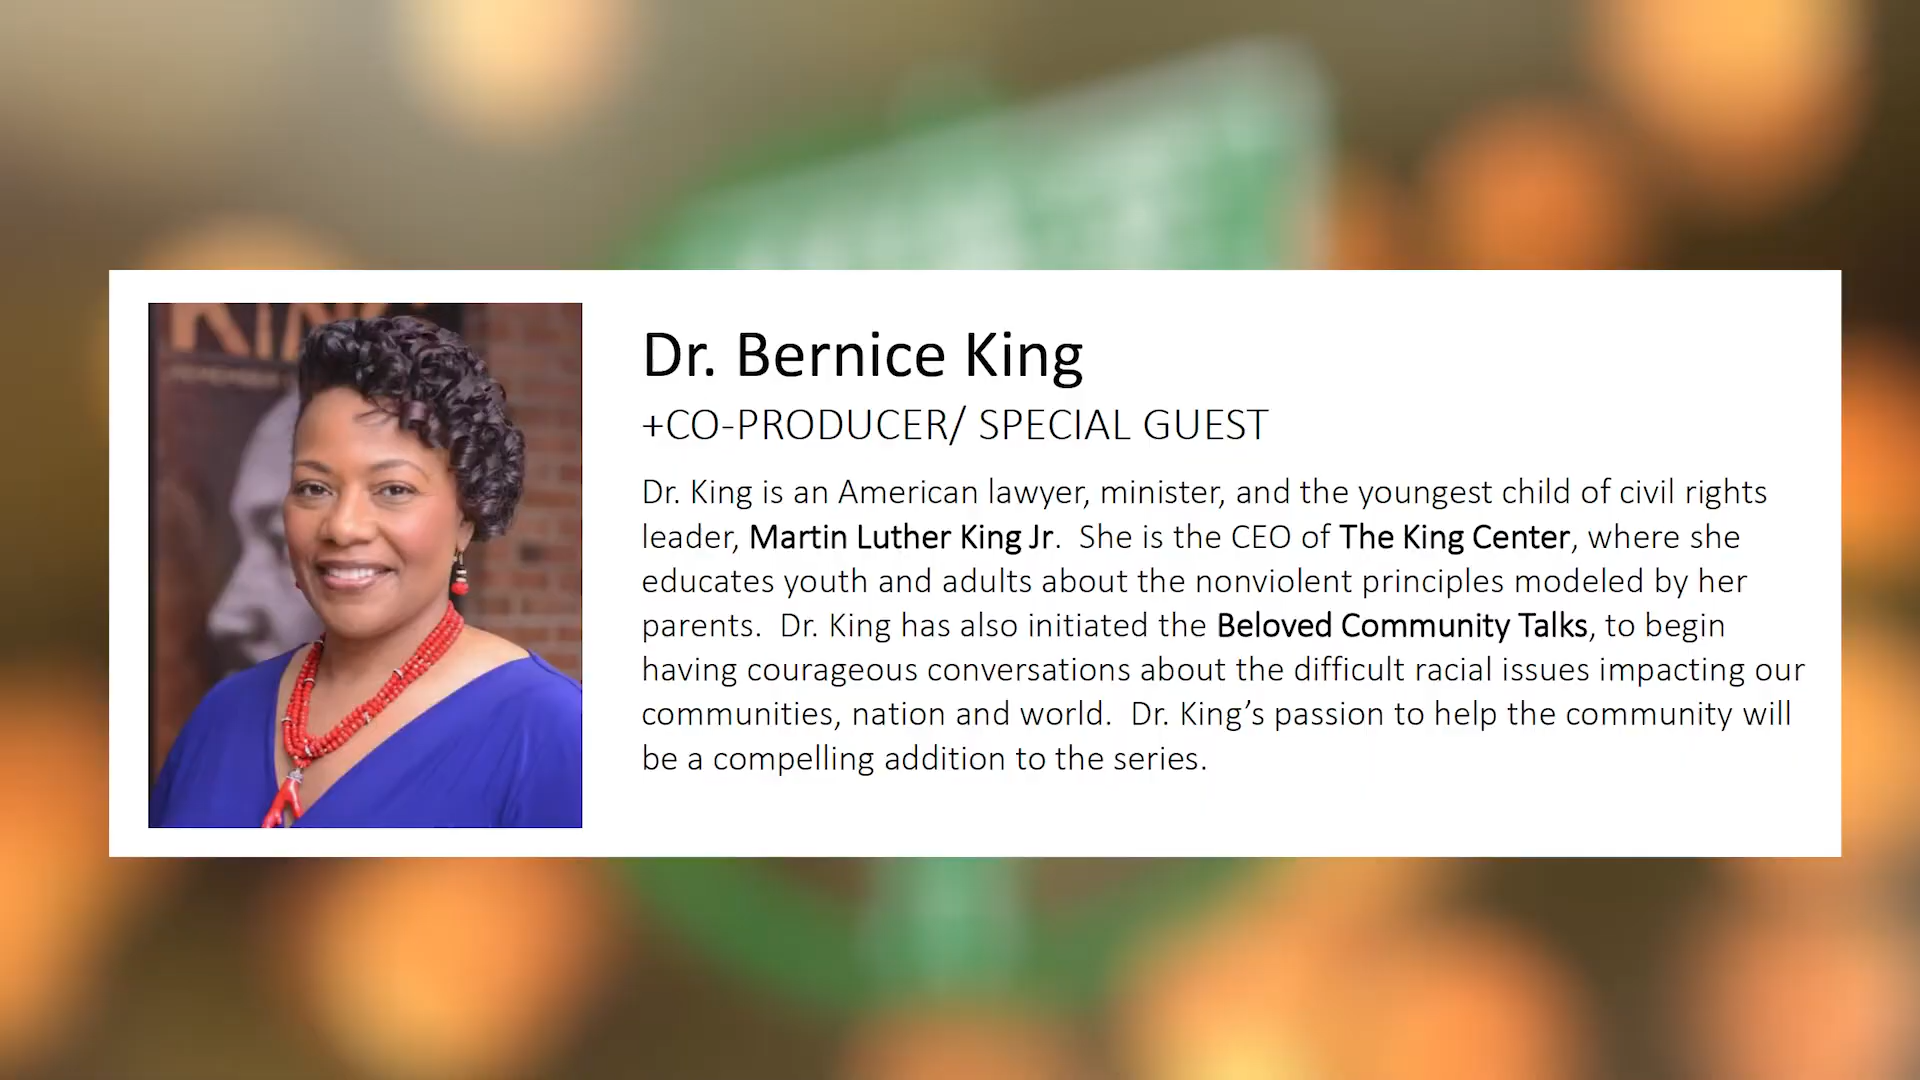 KING
Dr. Bernice King
+CO-PRODUCER/ SPECIAL GUEST
Dr. King is an American lawyer, minister, and the youngest child of civil rights
leader, Martin Luther King Jr.  She is the CEO of The King Center, where she
educates youth and adults about the nonviolent principles modeled by her
parents.  Dr. King has also initiated the Beloved Community Talks, to begin
having courageous conversations about the difficult racial issues impacting our
communities, nation and world.  Dr. King’s passion to help the community will
be a compelling addition to the series.